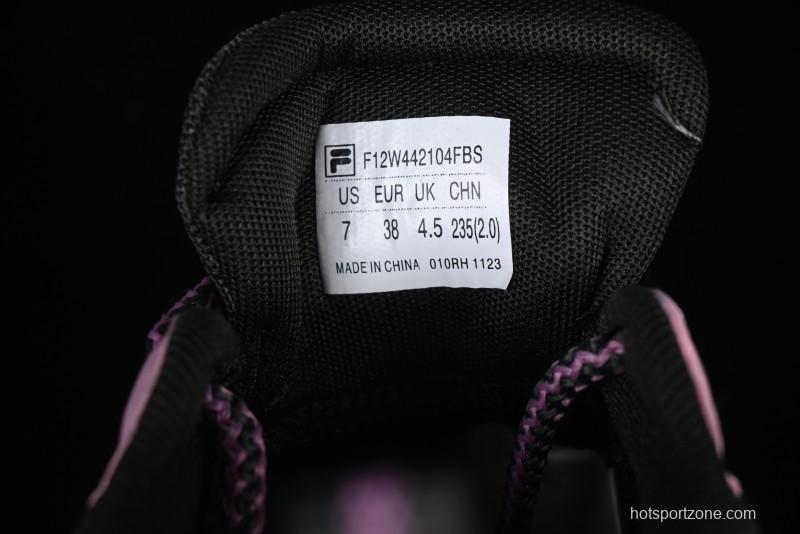 F F12W442104FBS
US EUR UK CHN
7 38 4.5 235(2.0)
MADE IN CHINA 010RH 1123
hotsportzone.com